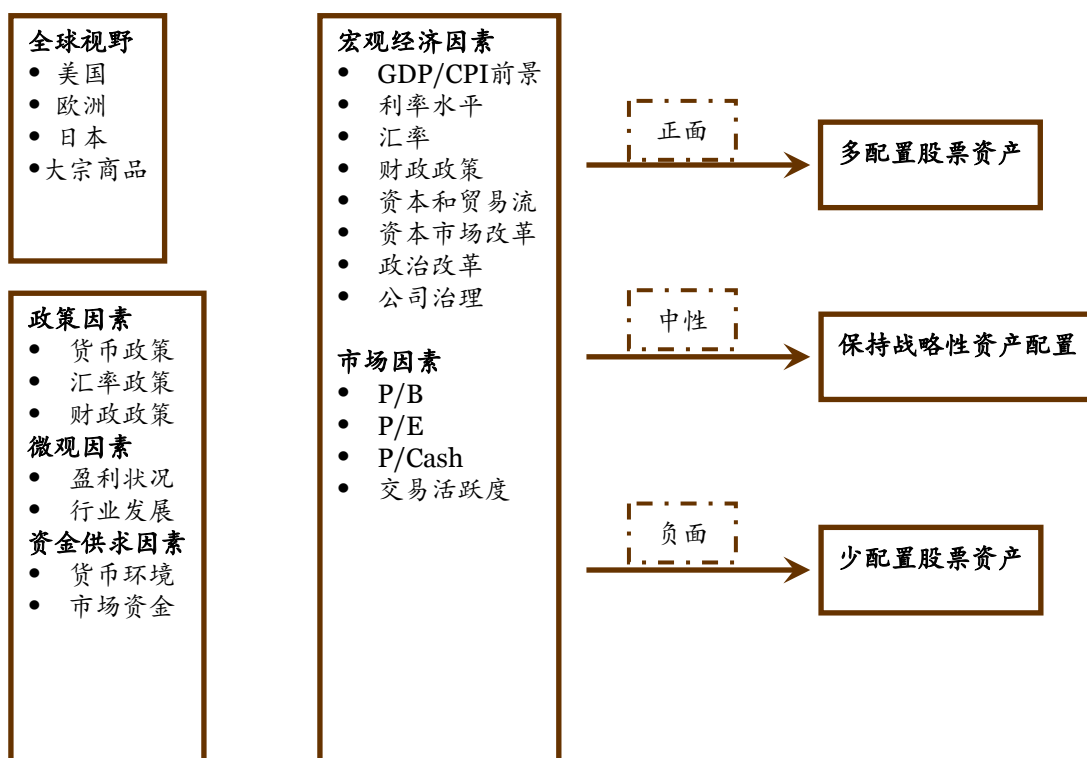 全球视野
• 美国
• 欧洲
• 日本
•大宗商品
政策因素
• 货币政策
• 汇率政策
• 财政政策
微观因素
• 盈利状况
• 行业发展
资金供求因素
• 货币环境
• 市场资金
宏观经济因素
• GDP/CPI前景
• 利率水平
• 汇率
• 财政政策
• 资本和贸易流
• 资本市场改革
• 政治改革
• 公司治理
市场因素
• P/B
• P/E
• P/Cash
• 交易活跃度
正面
多配置股票资产
中性
保持战略性资产配置
负面
少配置股票资产